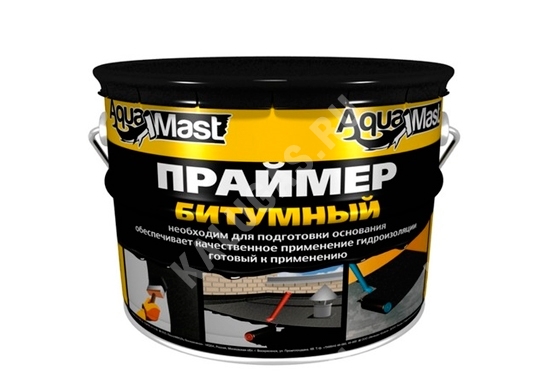 AquaMast
AquaMast
ПРАЙМЕР
БИТУМНЫЙ
необходим для подготовки основания
обеспечивает качественное применение гидроизоляции
готовый к применению